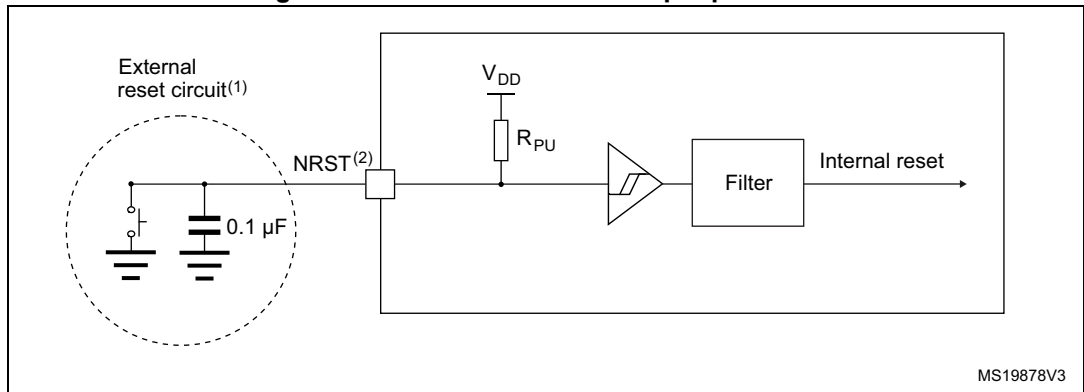 External
reset circuit(1)
VDD
RPU
NRST(2)
0.1 µF
Filter
Internal reset
MS19878V3